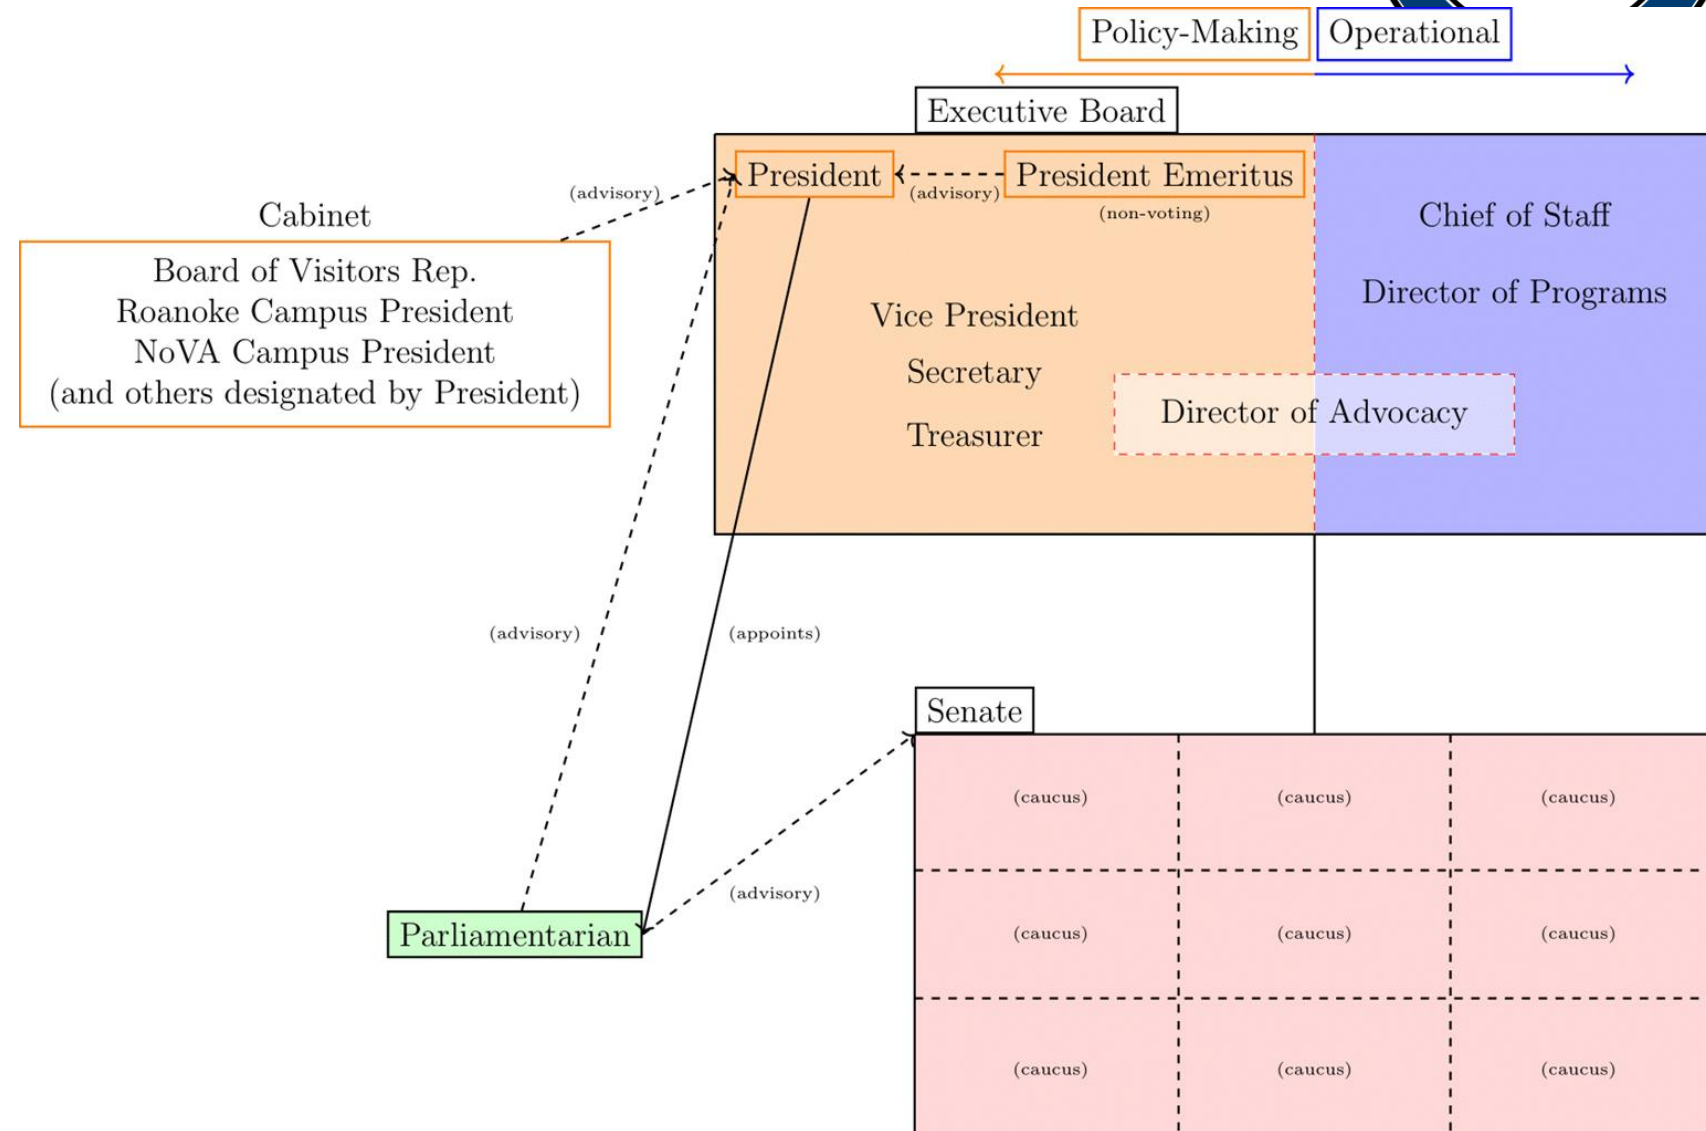 Policy-Making
Operational
Executive Board
President
(advisory)
President Emeritus
(non-voting)
(advisory)
Cabinet
Board of Visitors Rep.
Roanoke Campus President
NoVA Campus President
(and others designated by President)
Chief of Staff
Director of Programs
Vice President
Secretary
Treasurer
Director of Advocacy
(advisory)
(appoints)
Senate
(caucus)
(caucus)
(caucus)
(advisory)
Parliamentarian
(caucus)
(caucus)
(caucus)
(caucus)
(caucus)
(caucus)